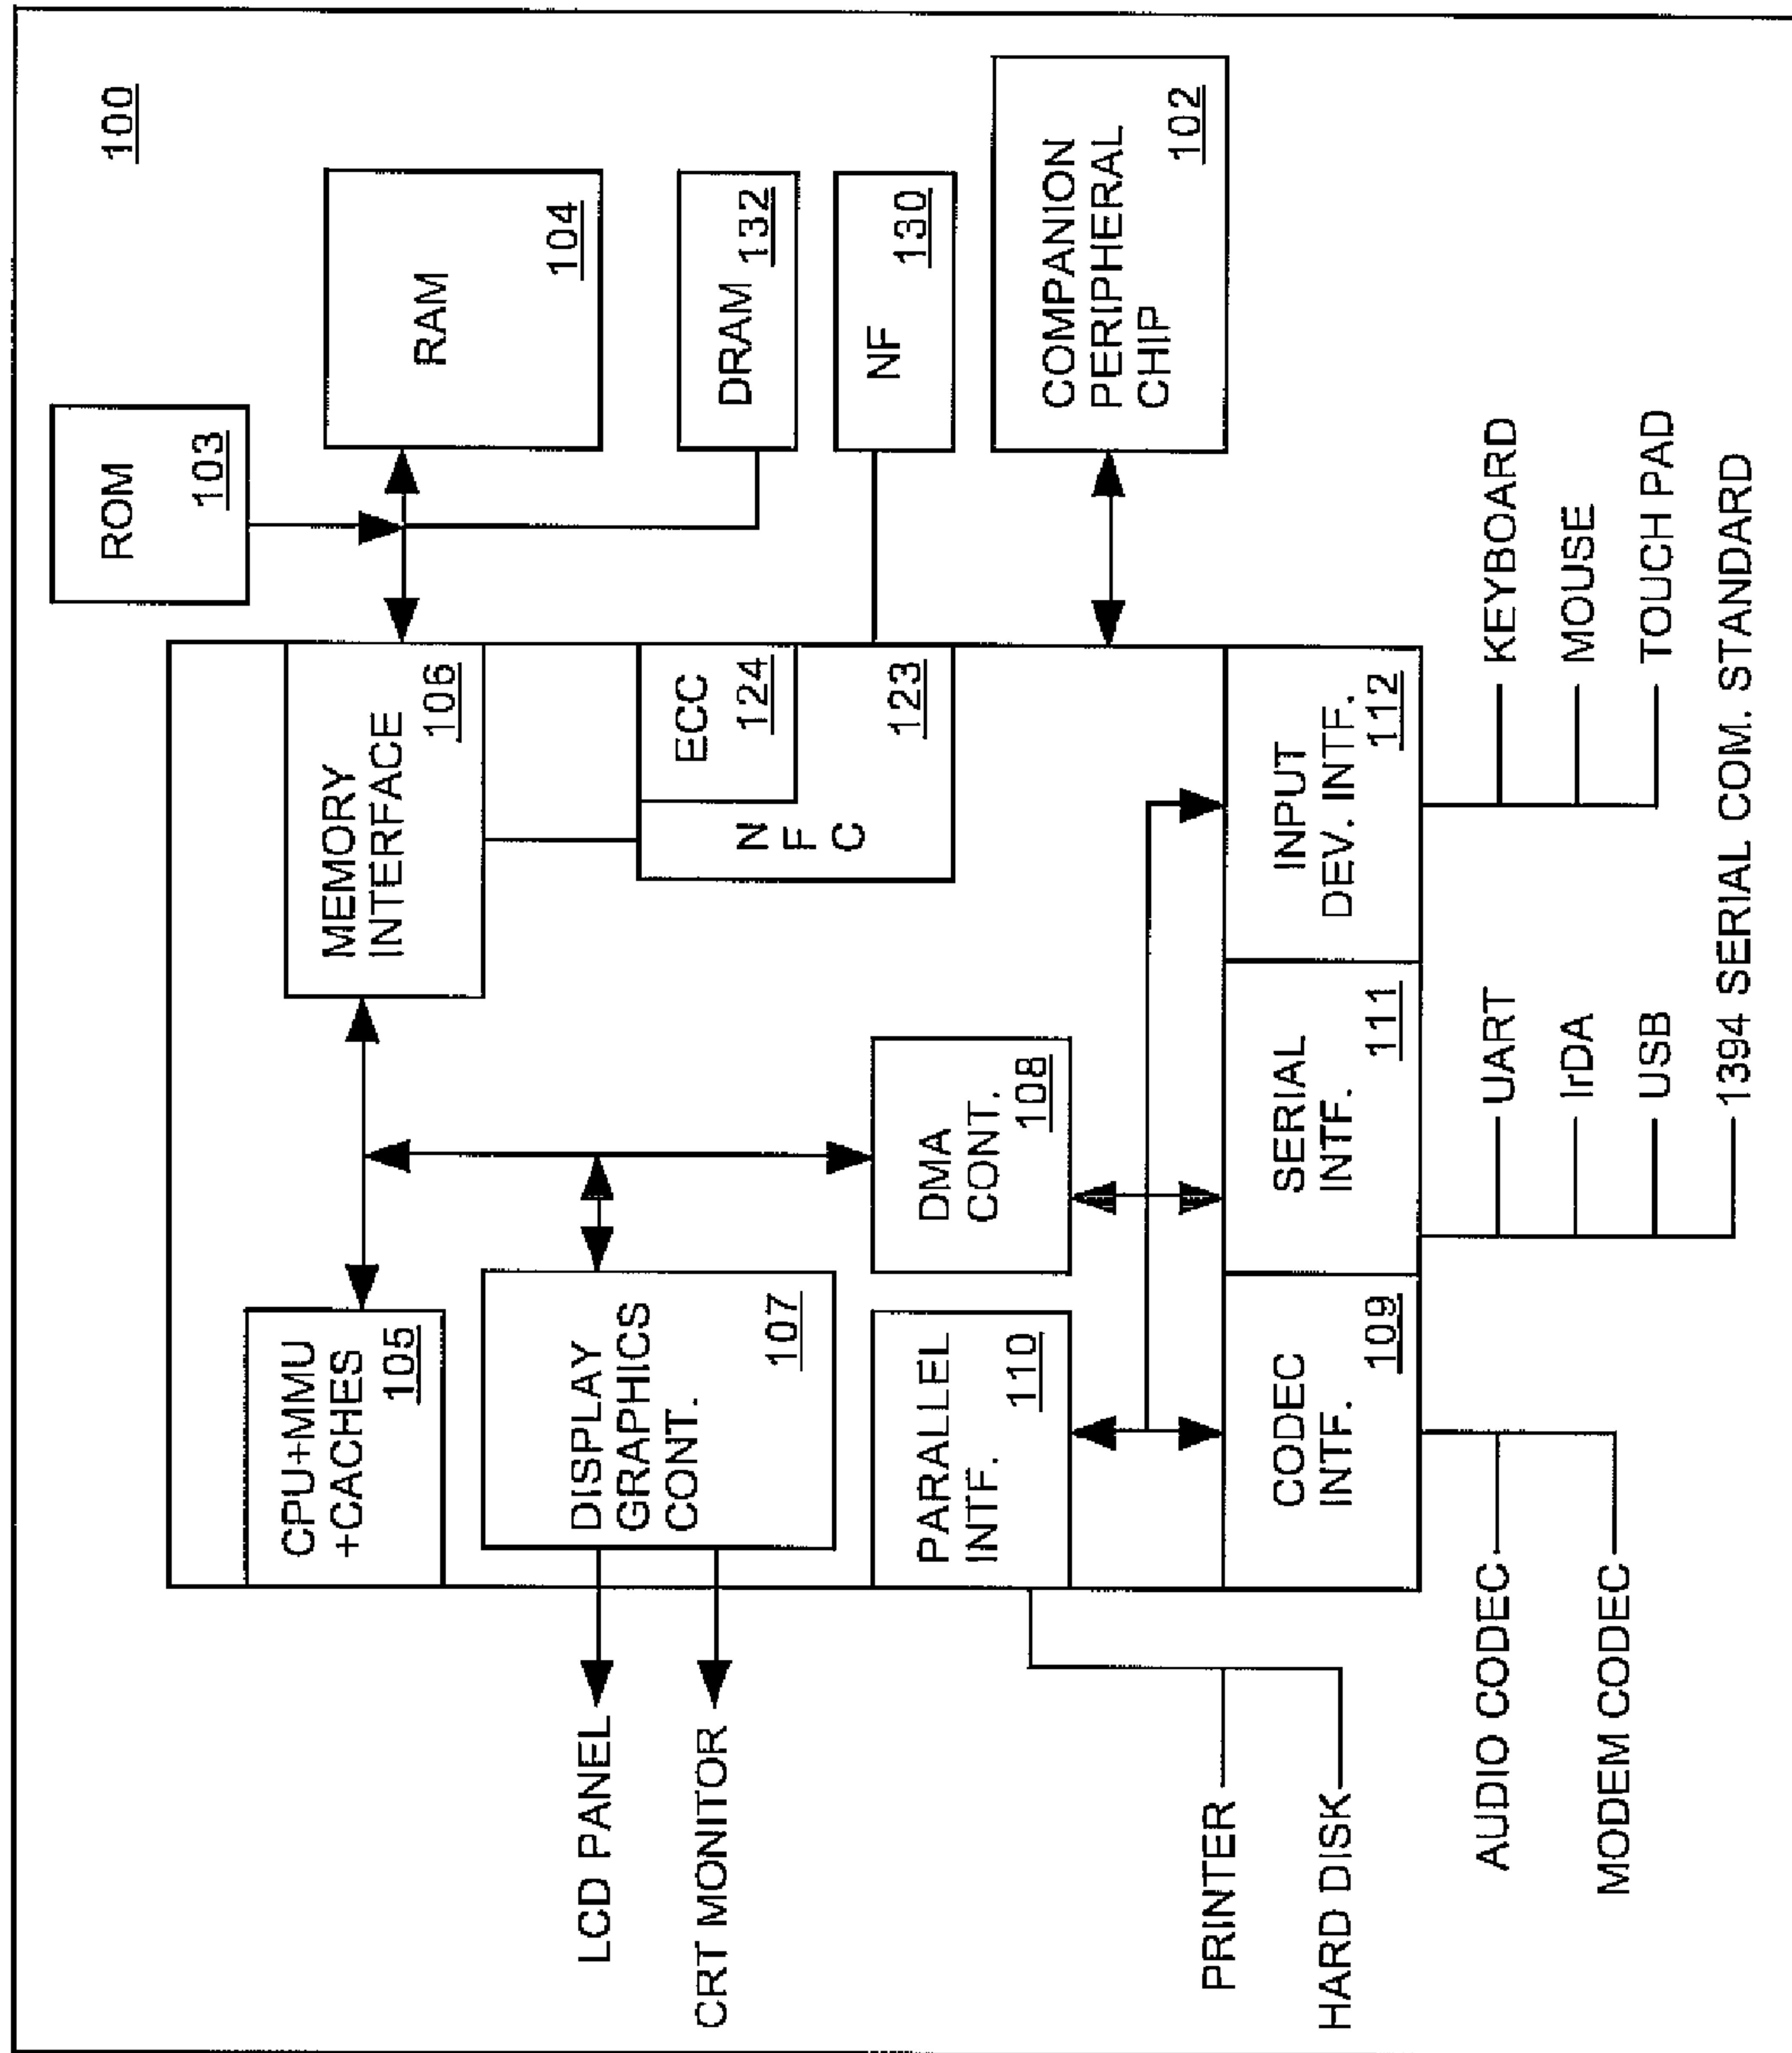 100
ROM
103
RAM
104
DRAM
132
NF
130
COMPANION
PERIPHERAL
CHIP
102
CPU+MMU
+CACHES
105
MEMORY
INTERFACE
106
ECC
124
N
F
C
123
DISPLAY
GRAPHICS
CONT.
107
LCD PANEL
CRT MONITOR
DMA
CONT.
108
PARALLEL
INTF.
110
PRINTER
HARD DISK
CODEC
INTF.
109
SERIAL
INTF.
111
INPUT
DEV. INTF.
112
AUDIO CODEC
MODEM CODEC
UART
IrDA
USB
1394 SERIAL COM. STANDARD
KEYBOARD
MOUSE
TOUCH PAD